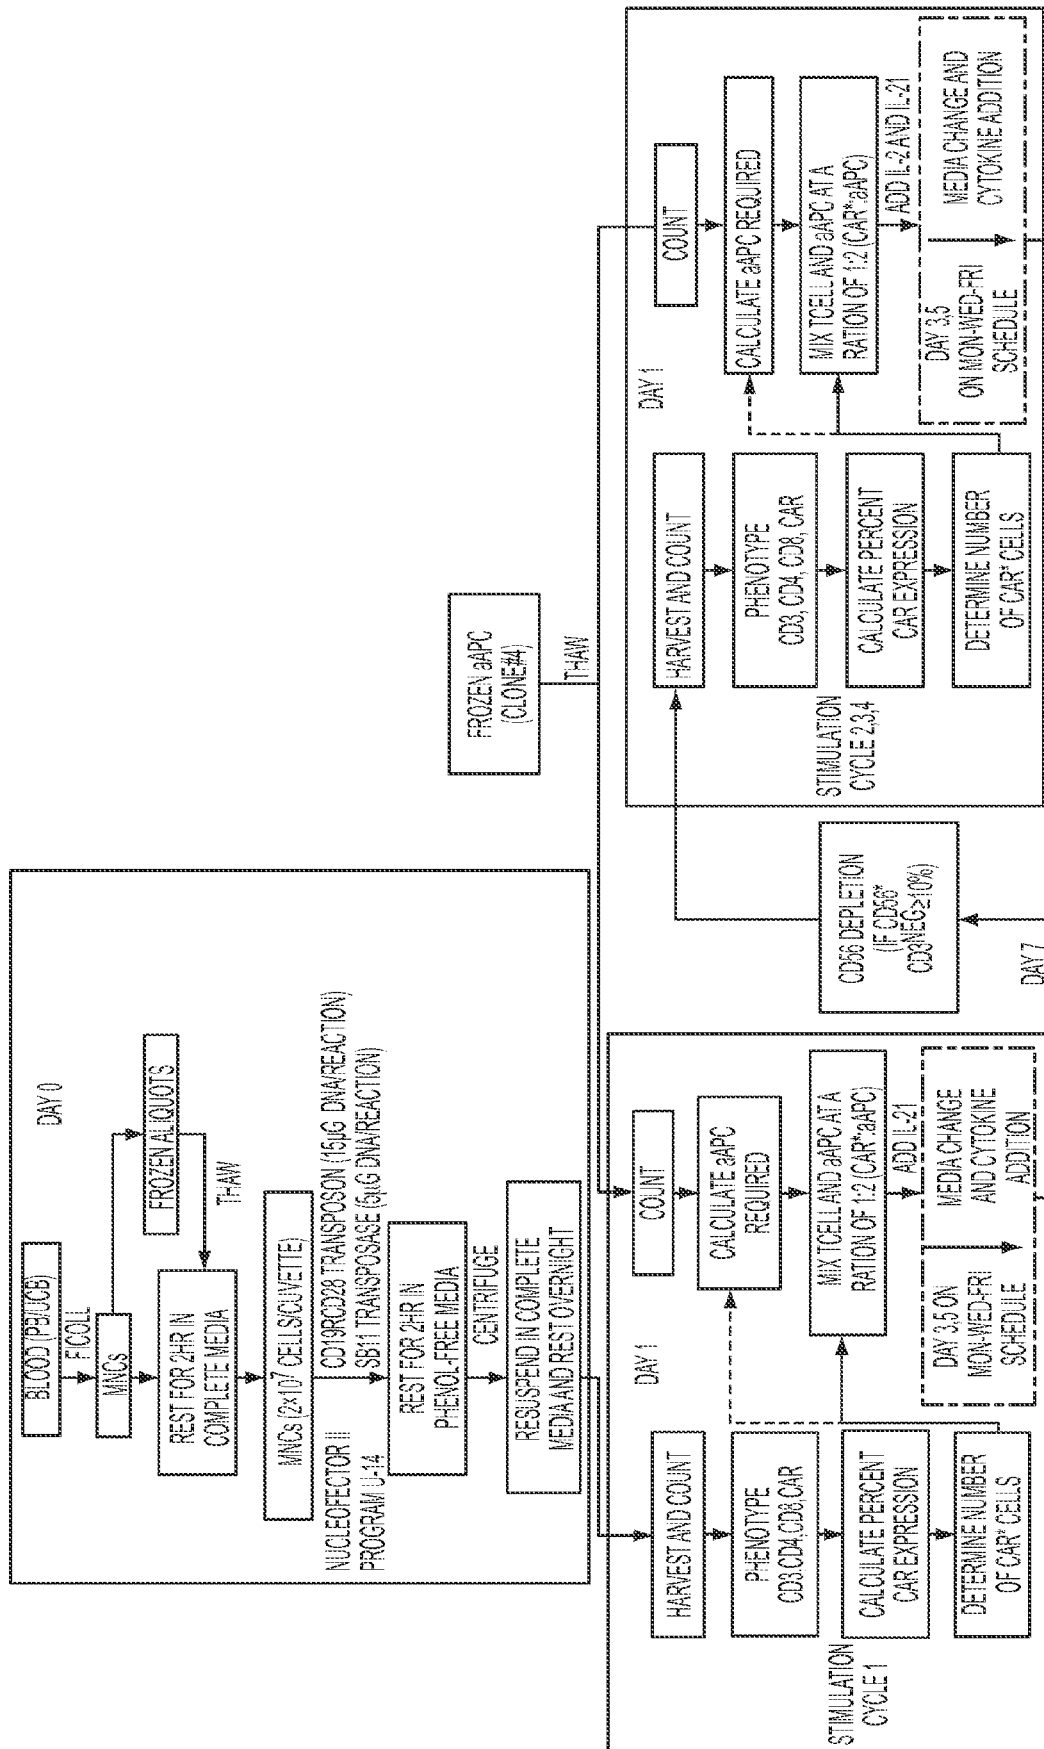 DAY 0
BLOOD (PB/UCB)
FICOLL
MNCs
FROZEN ALIQUOTS
THAW
REST FOR 2HR IN
COMPLETE MEDIA
MNCs (2×10⁷ CELLS/CUVETTE)
NUCLEOFECTOR II
PROGRAM U-14
CD19RCD28 TRANSPOSON (15µG DNA/REACTION)
SB11 TRANSPOSASE (5µG DNA/REACTION)
REST FOR 2HR IN
PHENOL-FREE MEDIA
CENTRIFUGE
RESUSPEND IN COMPLETE
MEDIA AND REST OVERNIGHT
FROZEN aAPC
(CLONE#4)
THAW
STIMULATION
CYCLE 1
DAY 1
HARVEST AND COUNT
PHENOTYPE
CD3,CD4,CD8,CAR
CALCULATE PERCENT
CAR EXPRESSION
DETERMINE NUMBER
OF CAR⁺ CELLS
COUNT
CALCULATE aAPC
REQUIRED
MIX TCELL AND aAPC AT A
RATION OF 1:2 (CAR⁺:aAPC)
ADD IL-21
DAY 3,5 ON
MON-WED-FRI
SCHEDULE
MEDIA CHANGE
AND CYTOKINE
ADDITION
DAY 7
CD56 DEPLETION
(IF CD56⁺
CD3NEG≥10%)
STIMULATION
CYCLE 2,3,4
DAY 1
HARVEST AND COUNT
PHENOTYPE
CD3, CD4, CD8, CAR
CALCULATE PERCENT
CAR EXPRESSION
DETERMINE NUMBER
OF CAR⁺ CELLS
COUNT
CALCULATE aAPC REQUIRED
MIX TCELL AND aAPC AT A
RATION OF 1:2 (CAR⁺:aAPC)
ADD IL-2 AND IL-21
DAY 3,5
ON MON-WED-FRI
SCHEDULE
MEDIA CHANGE AND
CYTOKINE ADDITION